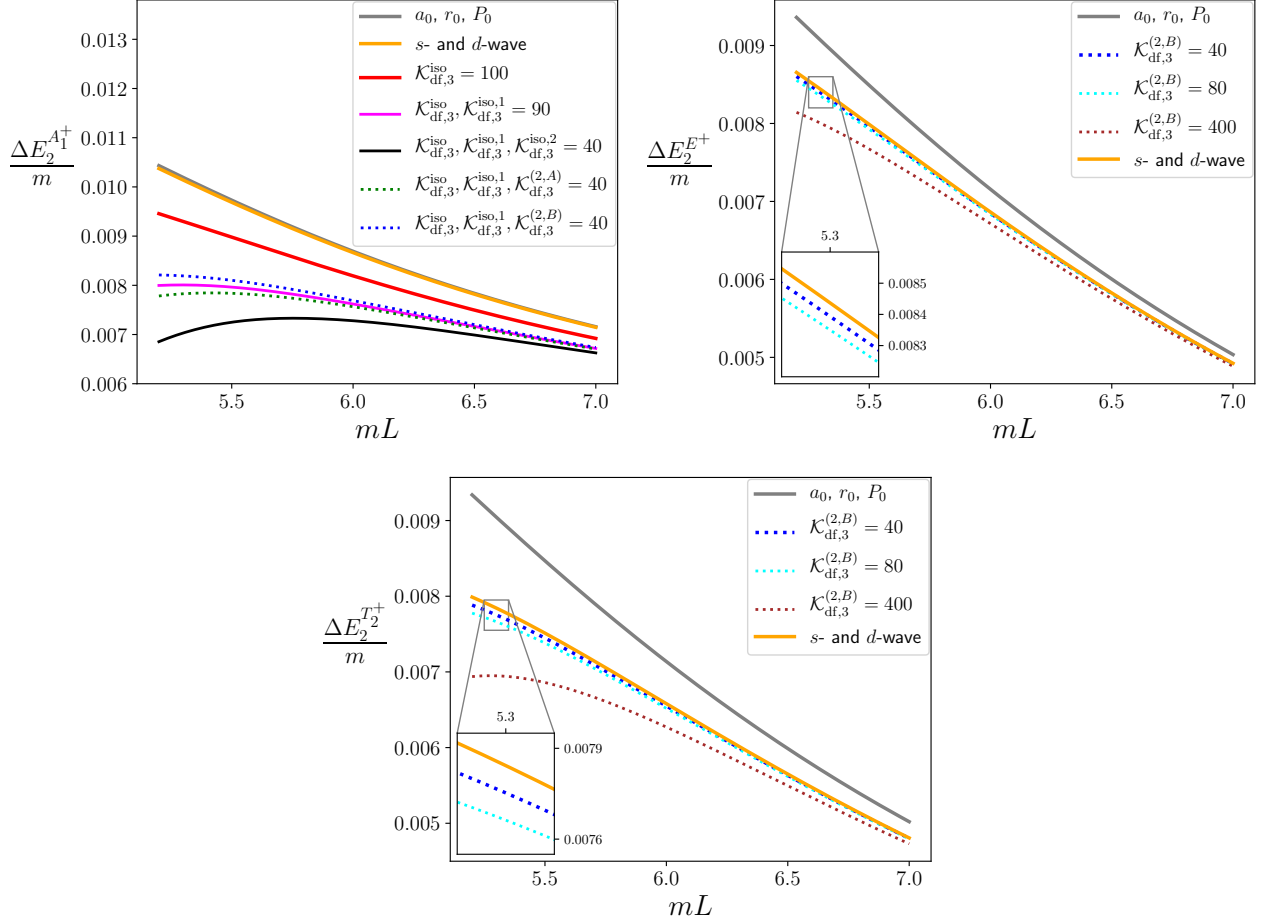 ΔE_2^{A_1^+} / m
0.013
0.012
0.011
0.010
0.009
0.008
0.007
0.006
5.5 6.0 6.5 7.0
mL
a_0, r_0, P_0
s- and d-wave
𝒦_{df,3}^{iso} = 100
𝒦_{df,3}^{iso}, 𝒦_{df,3}^{iso,1} = 90
𝒦_{df,3}^{iso}, 𝒦_{df,3}^{iso,1}, 𝒦_{df,3}^{iso,2} = 40
𝒦_{df,3}^{iso}, 𝒦_{df,3}^{iso,1}, 𝒦_{df,3}^{(2,A)} = 40
𝒦_{df,3}^{iso}, 𝒦_{df,3}^{iso,1}, 𝒦_{df,3}^{(2,B)} = 40
ΔE_2^{E^+} / m
0.009
0.008
0.007
0.006
0.005
5.5 6.0 6.5 7.0
mL
a_0, r_0, P_0
𝒦_{df,3}^{(2,B)} = 40
𝒦_{df,3}^{(2,B)} = 80
𝒦_{df,3}^{(2,B)} = 400
s- and d-wave
5.3
0.0085
0.0084
0.0083
ΔE_2^{T_2^+} / m
0.009
0.008
0.007
0.006
0.005
5.5 6.0 6.5 7.0
mL
a_0, r_0, P_0
𝒦_{df,3}^{(2,B)} = 40
𝒦_{df,3}^{(2,B)} = 80
𝒦_{df,3}^{(2,B)} = 400
s- and d-wave
5.3
0.0079
0.0076